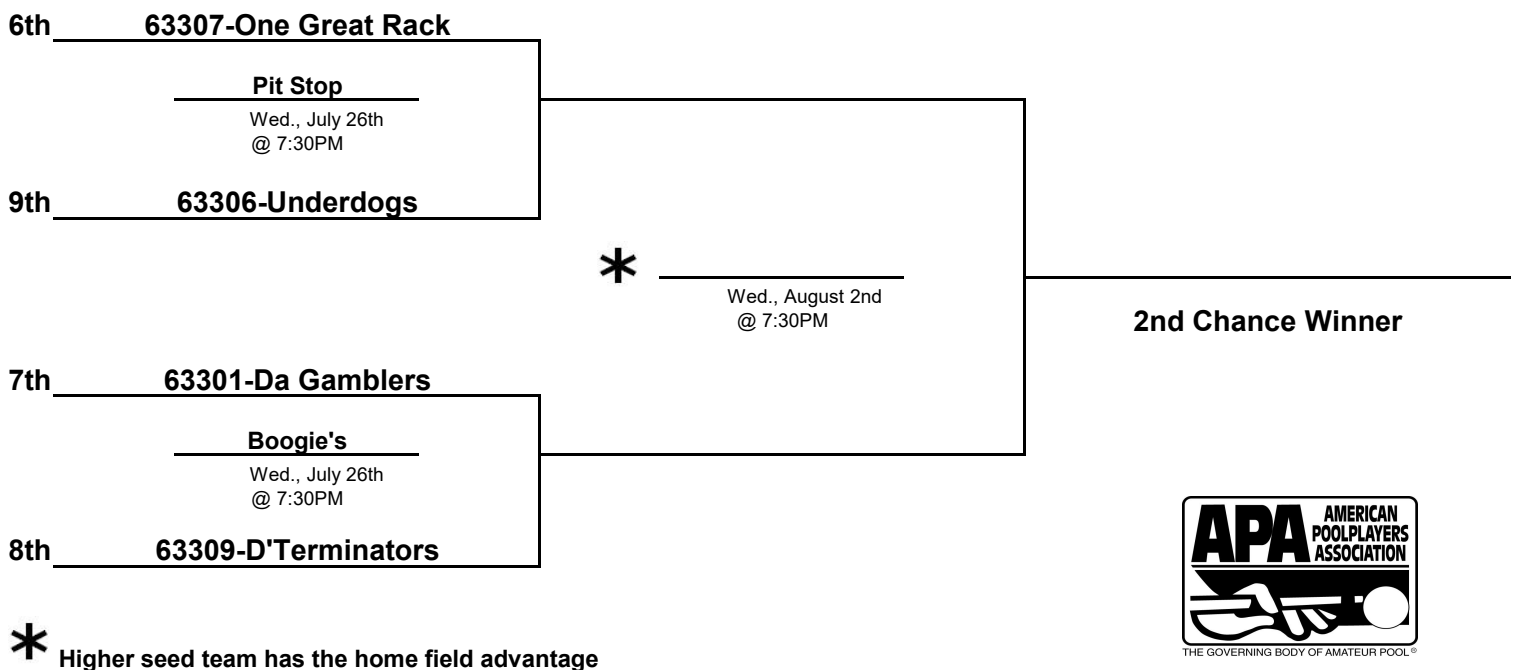 6th 63307-One Great Rack
Pit Stop
Wed., July 26th
@ 7:30PM
9th 63306-Underdogs
*
Wed., August 2nd
@ 7:30PM
2nd Chance Winner
7th 63301-Da Gamblers
Boogie's
Wed., July 26th
@ 7:30PM
8th 63309-D'Terminators
* Higher seed team has the home field advantage
APA AMERICAN
POOLPLAYERS
ASSOCIATION
THE GOVERNING BODY OF AMATEUR POOL®